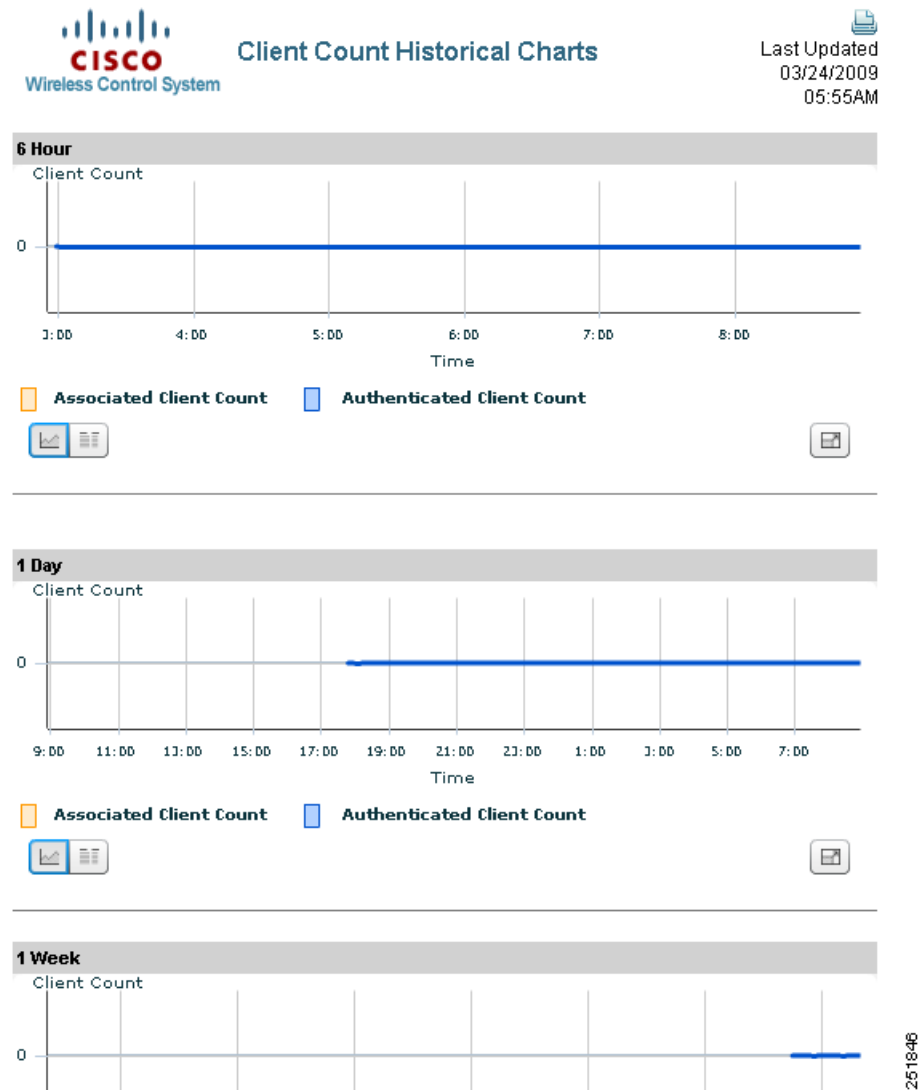 CISCO
Wireless Control System
Client Count Historical Charts
Last Updated
03/24/2009
05:55AM
6 Hour
Client Count
0
3:00 4:00 5:00 6:00 7:00 8:00
Time
Associated Client Count Authenticated Client Count
1 Day
Client Count
0
9:00 11:00 13:00 15:00 17:00 19:00 21:00 23:00 1:00 3:00 5:00 7:00
Time
Associated Client Count Authenticated Client Count
1 Week
Client Count
0
251846